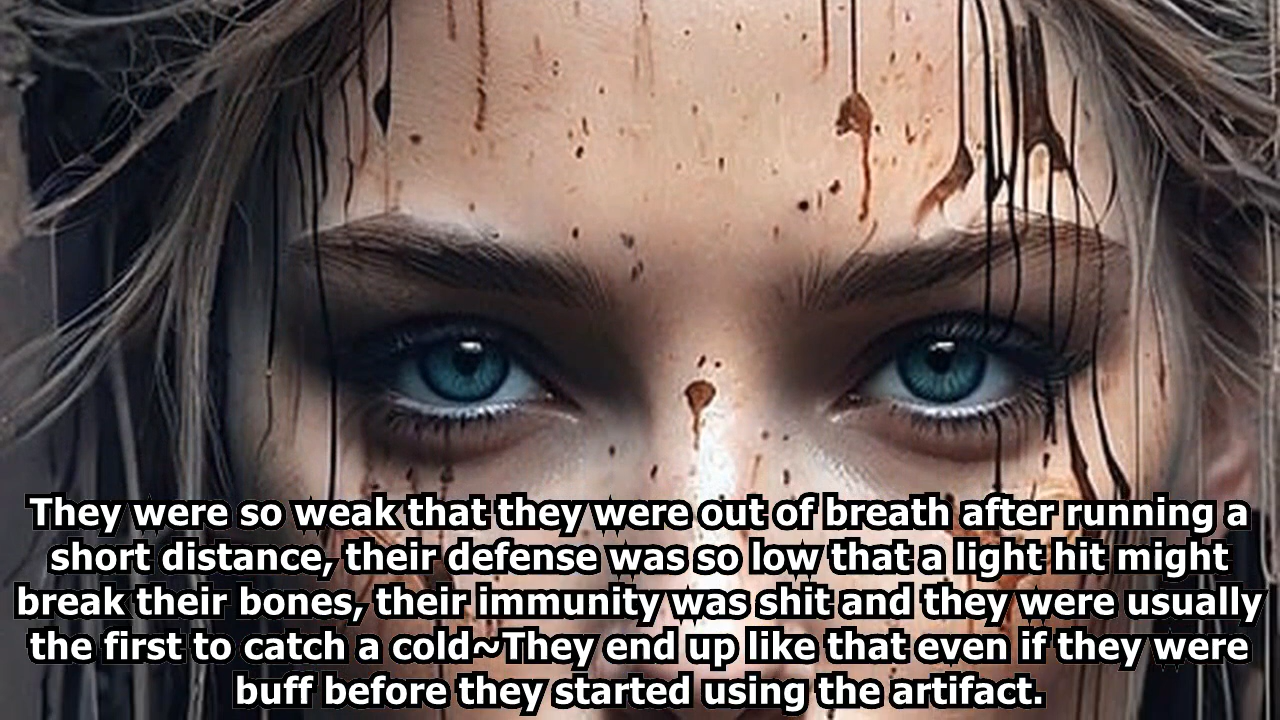 They were so weak that they were out of breath after running a
short distance, their defense was so low that a light hit might
break their bones, their immunity was shit and they were usually
the first to catch a cold~They end up like that even if they were
buff before they started using the artifact.